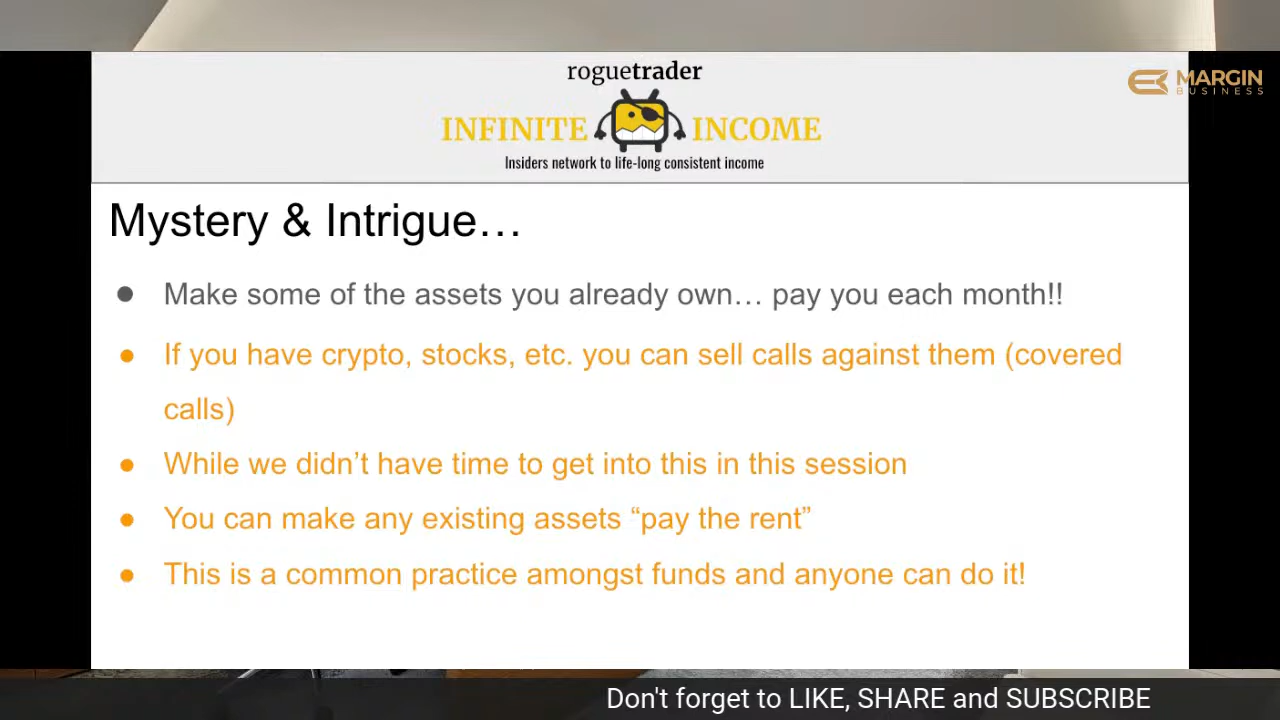 roguetrader
INFINITE INCOME
Insiders network to life-long consistent income
MARGIN
BUSINESS
Mystery & Intrigue…
● Make some of the assets you already own… pay you each month!!
● If you have crypto, stocks, etc. you can sell calls against them (covered
calls)
● While we didn’t have time to get into this in this session
● You can make any existing assets “pay the rent”
● This is a common practice amongst funds and anyone can do it!
Don't forget to LIKE, SHARE and SUBSCRIBE